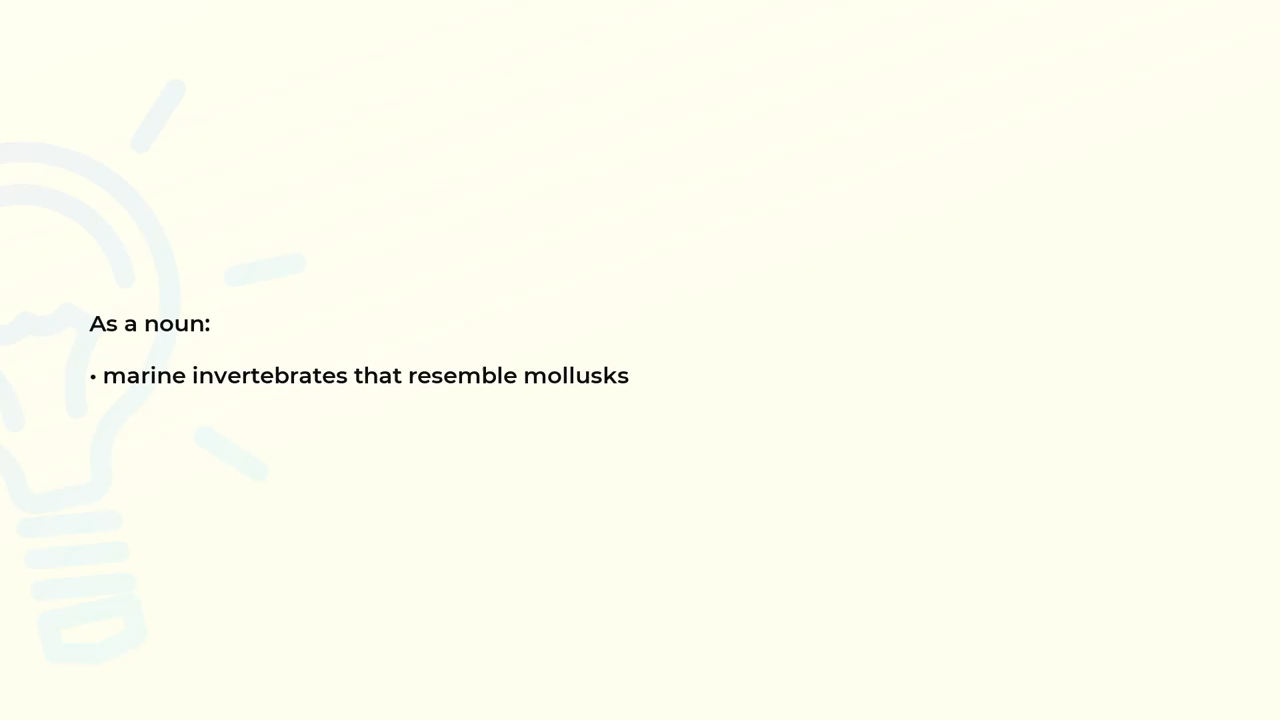 As a noun:
• marine invertebrates that resemble mollusks